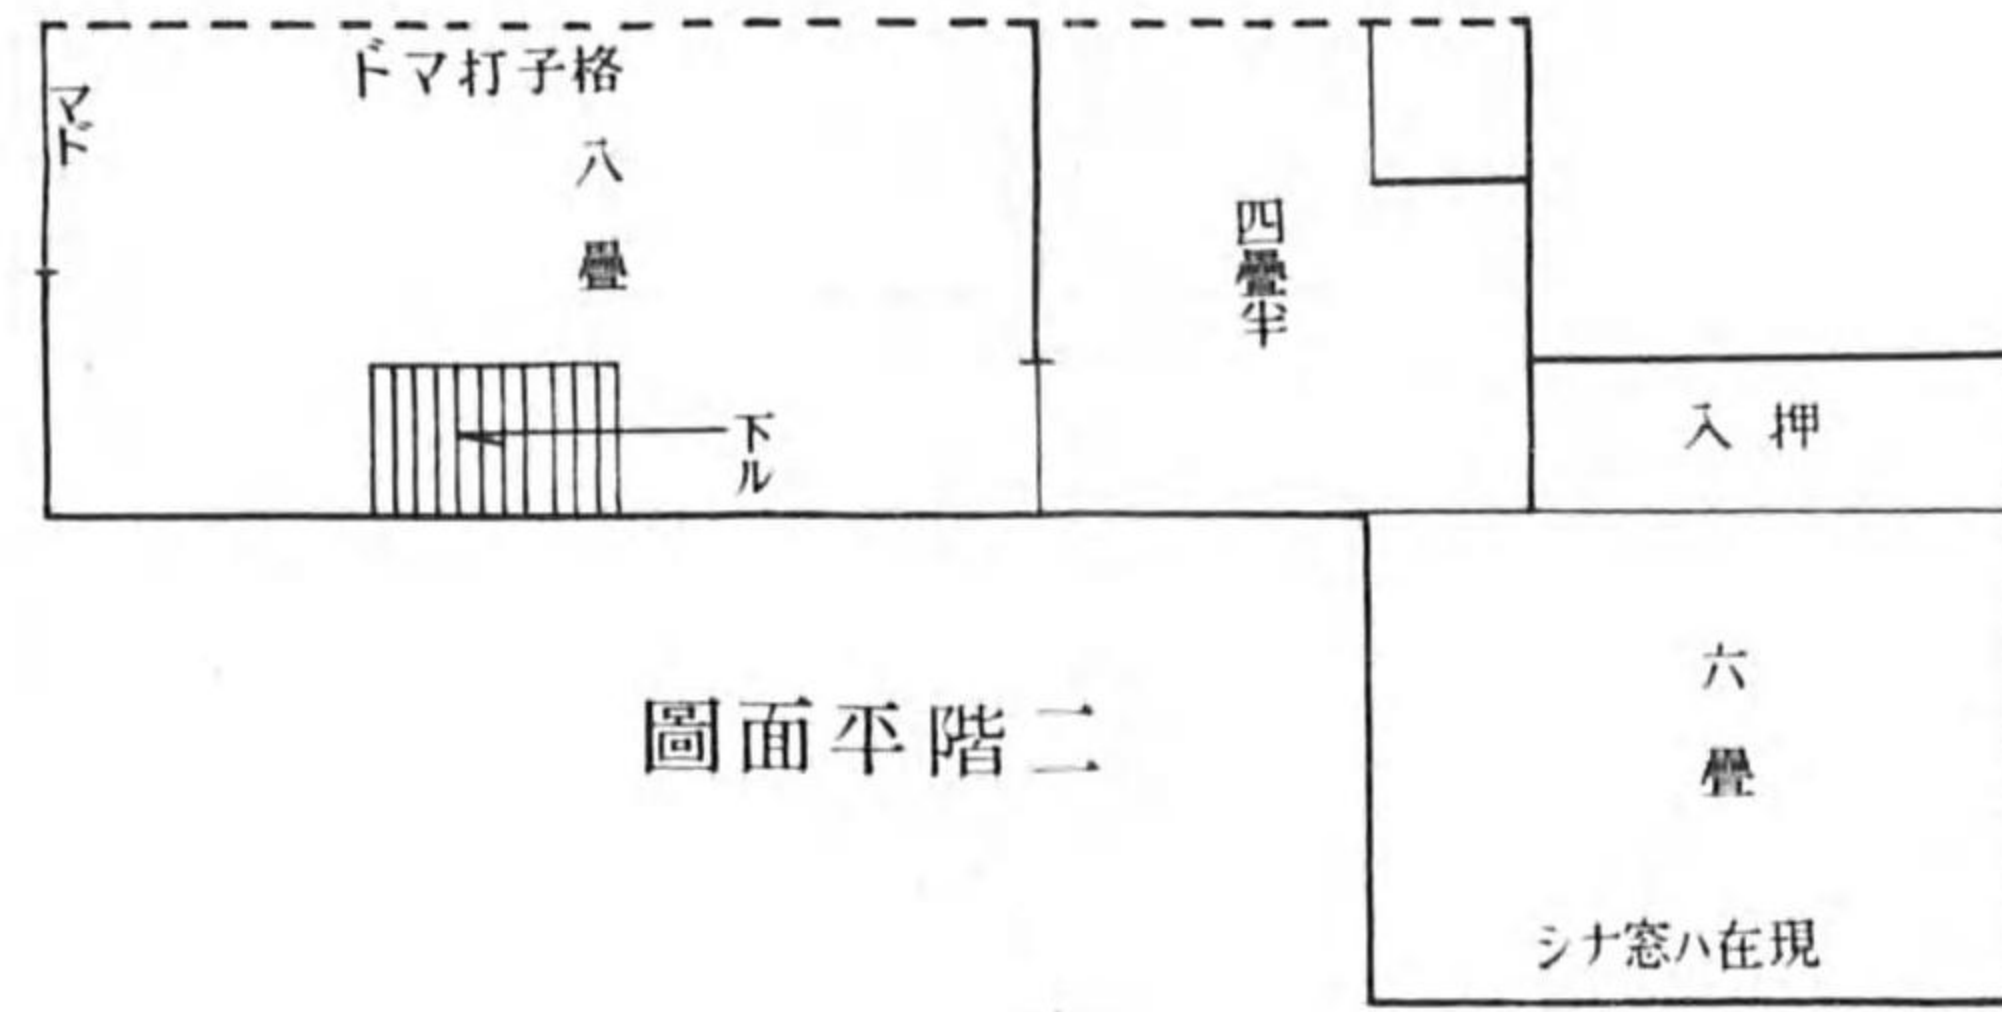 格子打マド
マド
八疊
四疊半
下ル
押入
六疊
現在ハ窓ナシ
二階平面圖